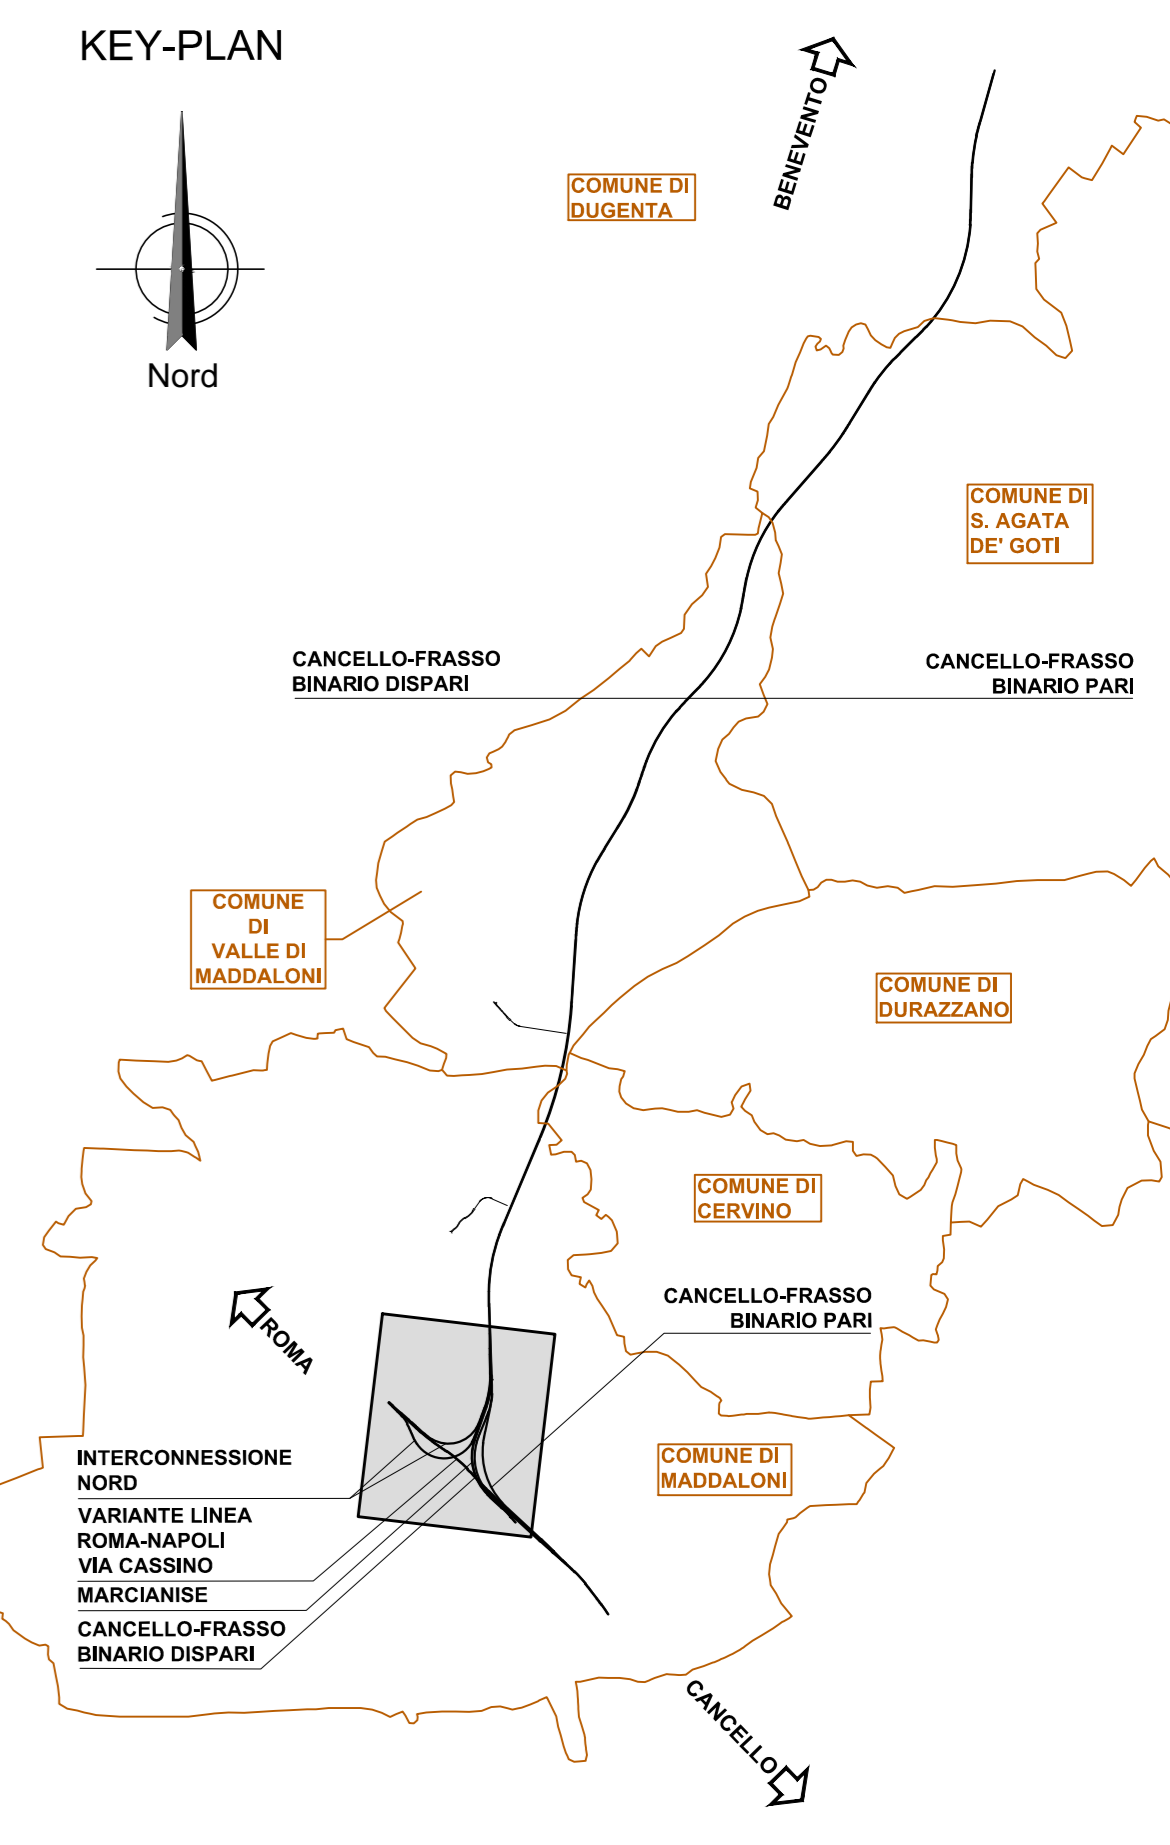 KEY-PLAN
BENEVENTO
COMUNE DI
DUGENTA
Nord
COMUNE DI
S. AGATA
DE' GOTI
CANCELLO-FRASSO
BINARIO DISPARI
CANCELLO-FRASSO
BINARIO PARI
COMUNE
DI
VALLE DI
MADDALONI
COMUNE DI
DURAZZANO
COMUNE DI
CERVINO
CANCELLO-FRASSO
BINARIO PARI
ROMA
INTERCONNESSIONE
NORD
COMUNE DI
MADDALONI
VARIANTE LINEA
ROMA-NAPOLI
VIA CASSINO
MARCIANISE
CANCELLO-FRASSO
BINARIO DISPARI
CANCELLO